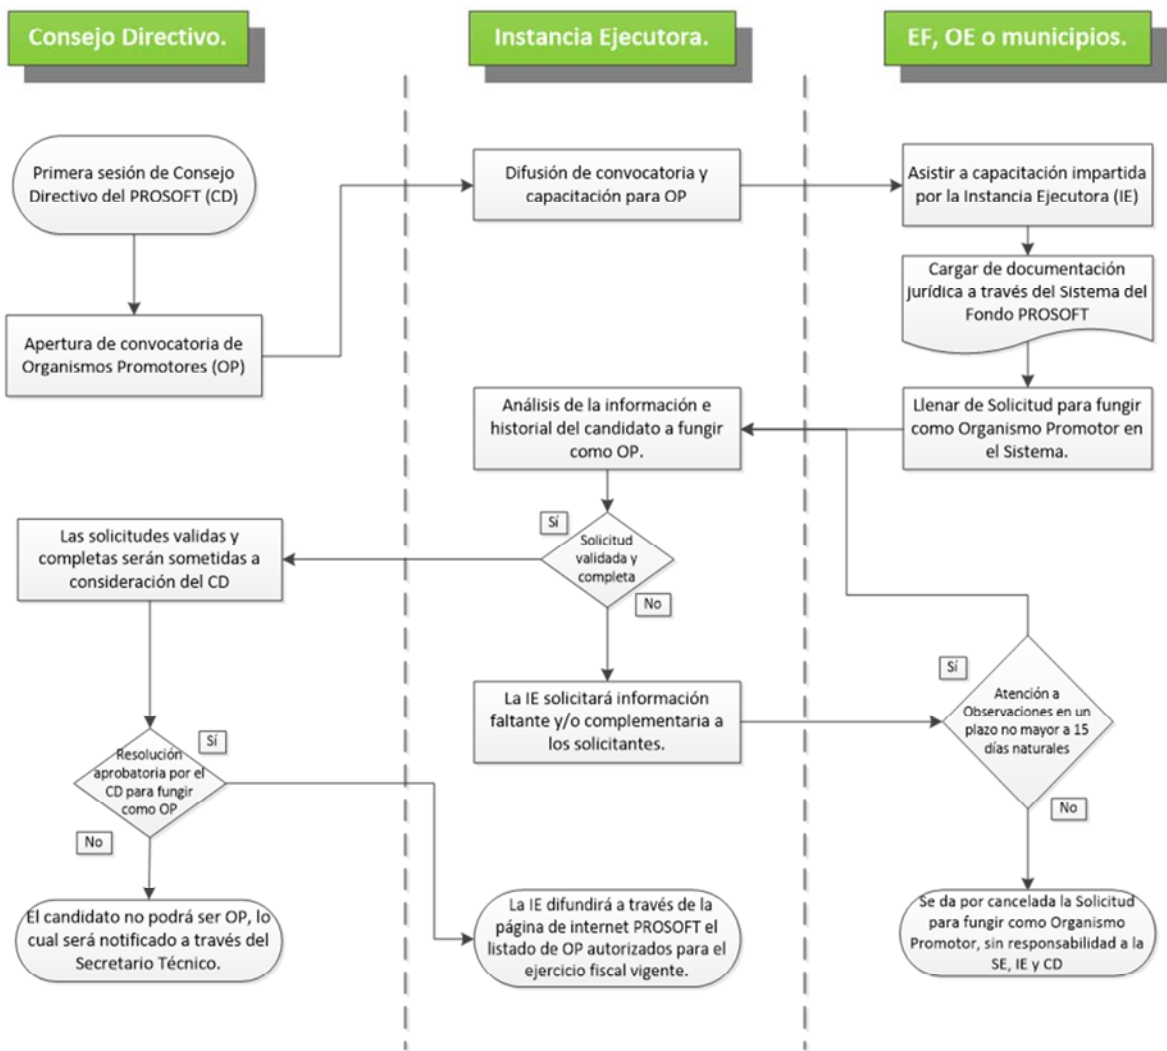 Consejo Directivo.
Instancia Ejecutora.
EF, OE o municipios.
Primera sesión de Consejo
Directivo del PROSOFT (CD)
Difusión de convocatoria y
capacitación para OP
Asistir a capacitación impartida
por la Instancia Ejecutora (IE)
Cargar de documentación
jurídica a través del Sistema del
Fondo PROSOFT
Apertura de convocatoria de
Organismos Promotores (OP)
Análisis de la información e
historial del candidato a fungir
como OP.
Llenar de Solicitud para fungir
como Organismo Promotor en
el Sistema.
Sí
Solicitud
validada y
completa
No
Las solicitudes validas y
completas serán sometidas a
consideración del CD
La IE solicitará información
faltante y/o complementaria a
los solicitantes.
Sí
Atención a
Observaciones en un
plazo no mayor a 15
días naturales
No
Sí
Resolución
aprobatoria por el
CD para fungir
como OP
No
El candidato no podrá ser OP, lo
cual será notificado a través del
Secretario Técnico.
La IE difundirá a través de la
página de internet PROSOFT el
listado de OP autorizados para el
ejercicio fiscal vigente.
Se da por cancelada la Solicitud
para fungir como Organismo
Promotor, sin responsabilidad a la
SE, IE y CD